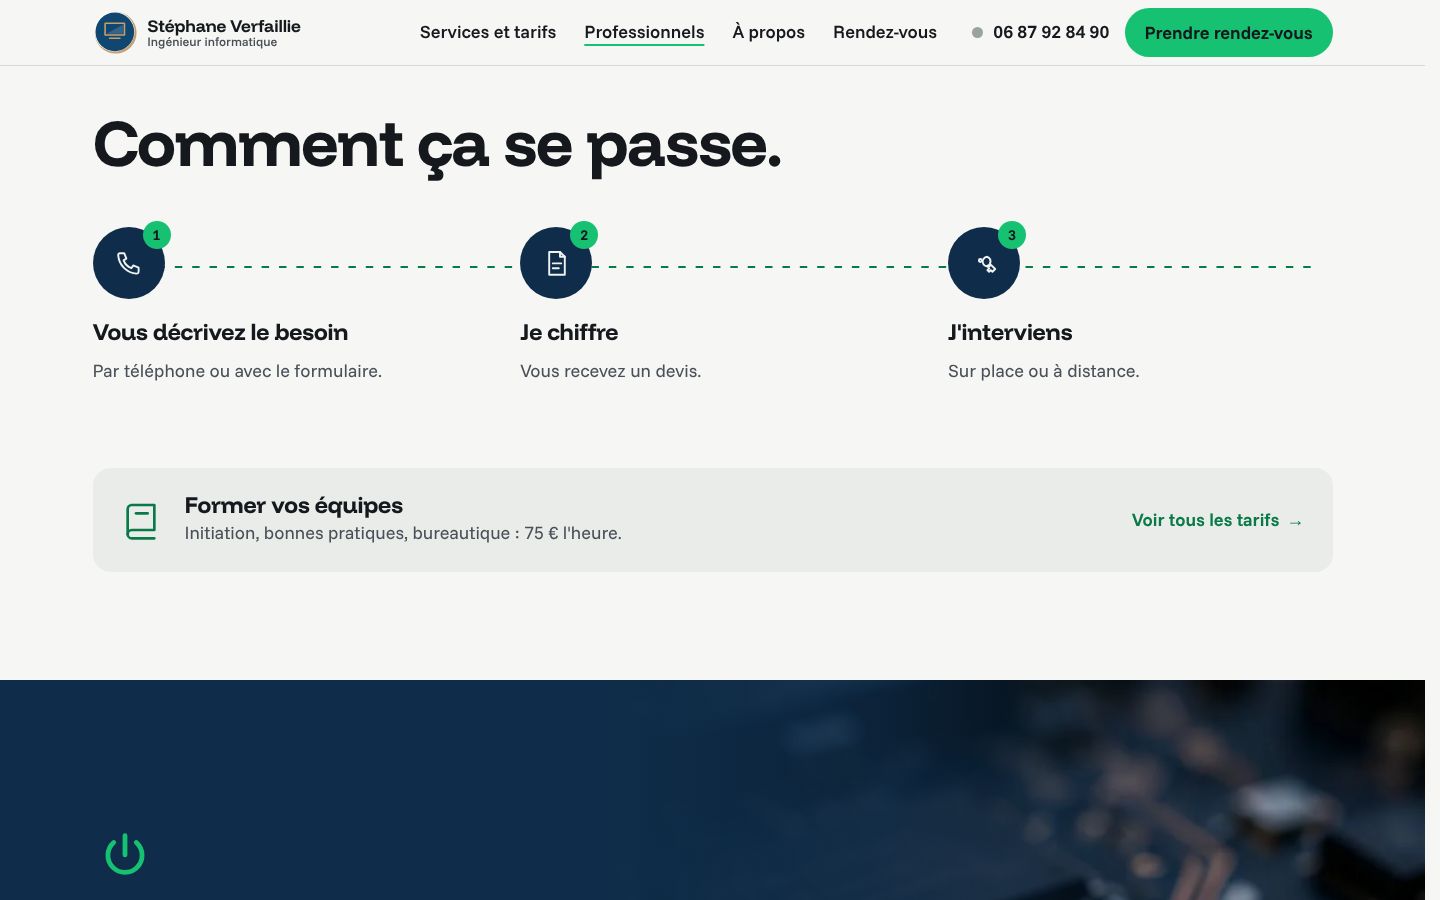 Stéphane Verfaillie
Ingénieur informatique
Services et tarifs
Professionnels
À propos
Rendez-vous
06 87 92 84 90
Prendre rendez-vous
Comment ça se passe.
1
2
3
Vous décrivez le besoin
Par téléphone ou avec le formulaire.
Je chiffre
Vous recevez un devis.
J'interviens
Sur place ou à distance.
Former vos équipes
Initiation, bonnes pratiques, bureautique : 75 € l'heure.
Voir tous les tarifs →